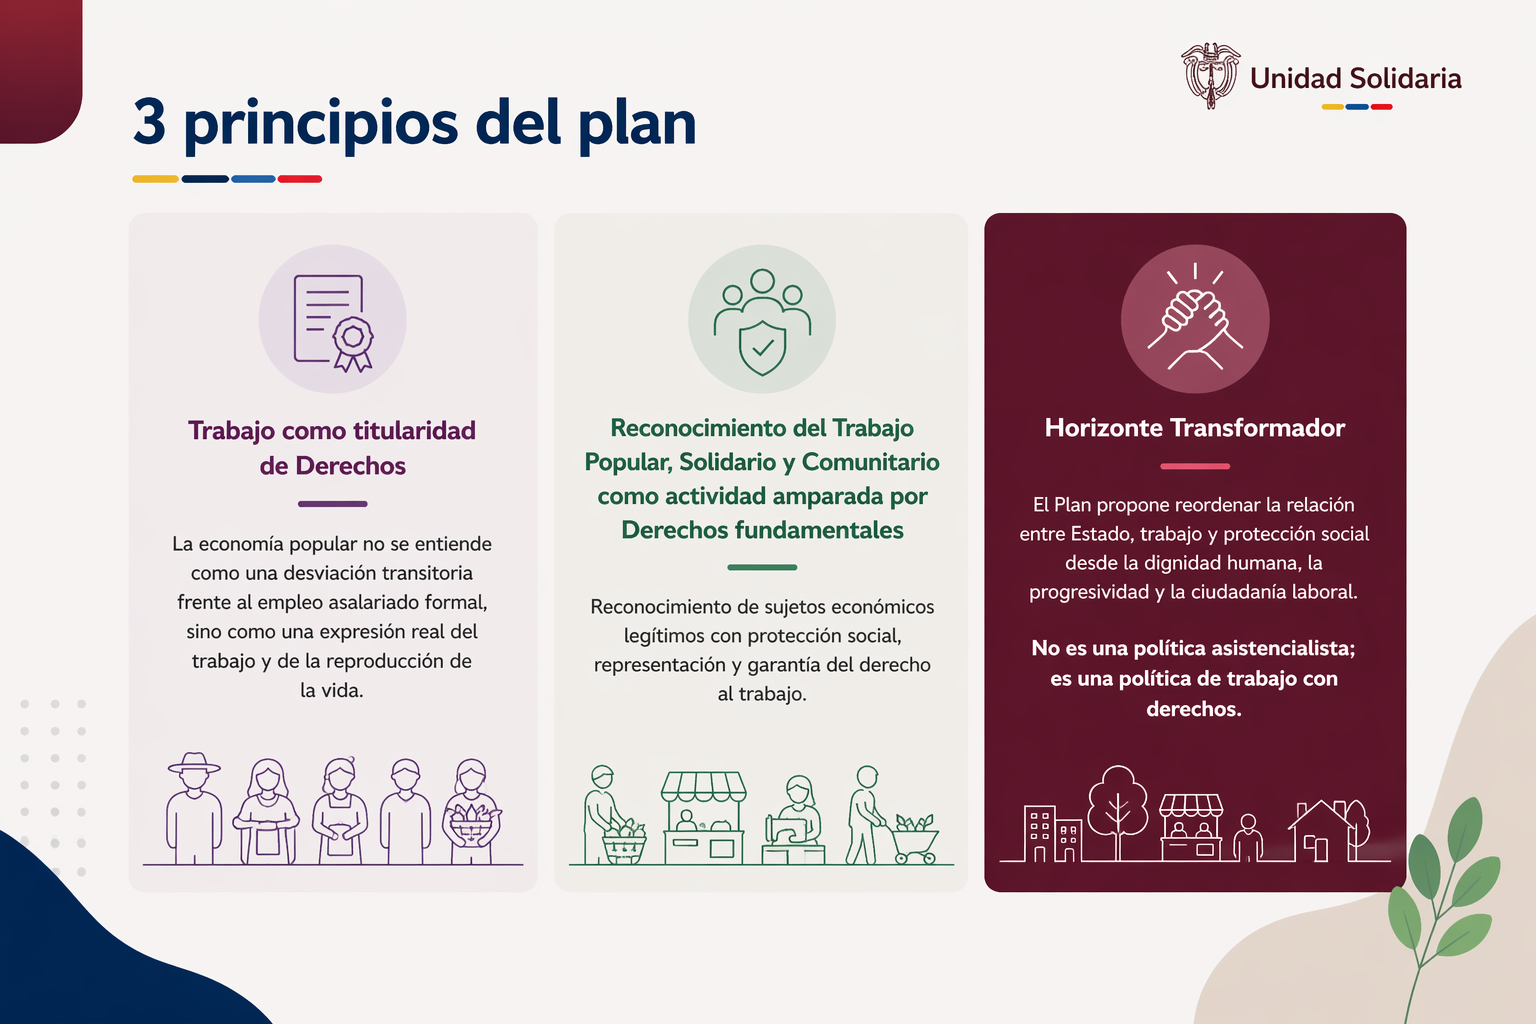 Unidad Solidaria
3 principios del plan
Trabajo como titularidad
de Derechos
La economía popular no se entiende
como una desviación transitoria
frente al empleo asalariado formal,
sino como una expresión real del
trabajo y de la reproducción de
la vida.
Reconocimiento del Trabajo
Popular, Solidario y Comunitario
como actividad amparada por
Derechos fundamentales
Reconocimiento de sujetos económicos
legítimos con protección social,
representación y garantía del derecho
al trabajo.
Horizonte Transformador
El Plan propone reordenar la relación
entre Estado, trabajo y protección social
desde la dignidad humana, la
progresividad y la ciudadanía laboral.
No es una política asistencialista;
es una política de trabajo con
derechos.